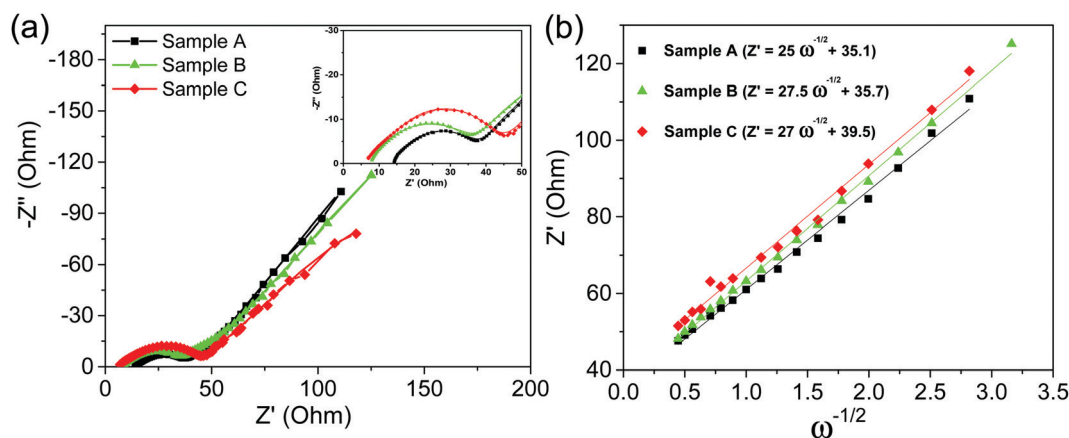 (a)
-180
-150
-120
-90
-60
-30
0
-Z'' (Ohm)
0 50 100 150 200
Z' (Ohm)
Sample A
Sample B
Sample C
-30
-20
-10
0
-Z'' (Ohm)
0 10 20 30 40 50
Z' (Ohm)
(b)
120
100
80
60
40
Z' (Ohm)
0.0 0.5 1.0 1.5 2.0 2.5 3.0 3.5
ω-1/2
Sample A (Z' = 25 ω-1/2 + 35.1)
Sample B (Z' = 27.5 ω-1/2 + 35.7)
Sample C (Z' = 27 ω-1/2 + 39.5)